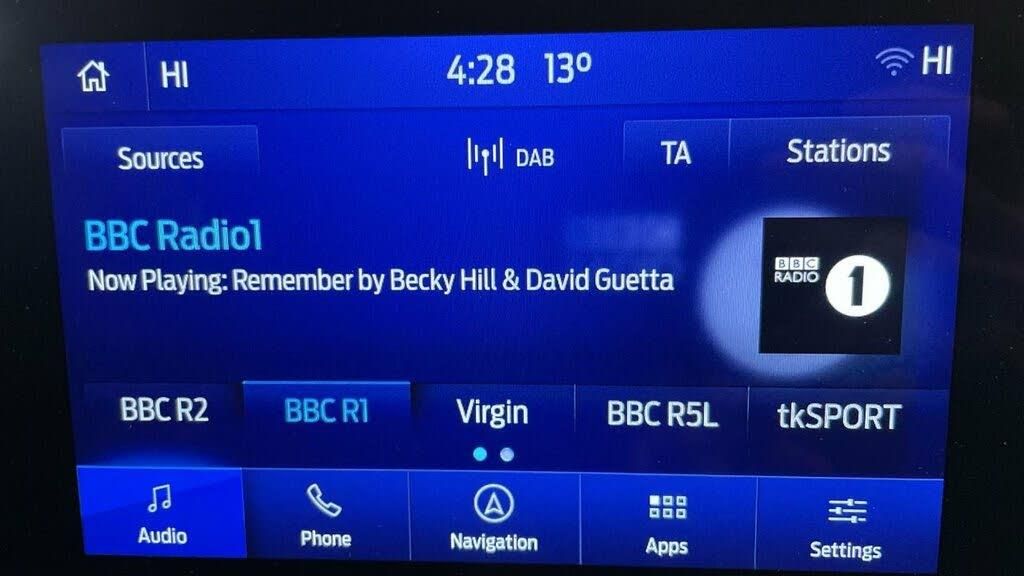 HI 4:28 13º HI
Sources DAB TA Stations
BBC Radio1
Now Playing: Remember by Becky Hill & David Guetta
BBC
RADIO 1
BBC R2 BBC R1 Virgin BBC R5L tkSPORT
Audio Phone Navigation Apps Settings